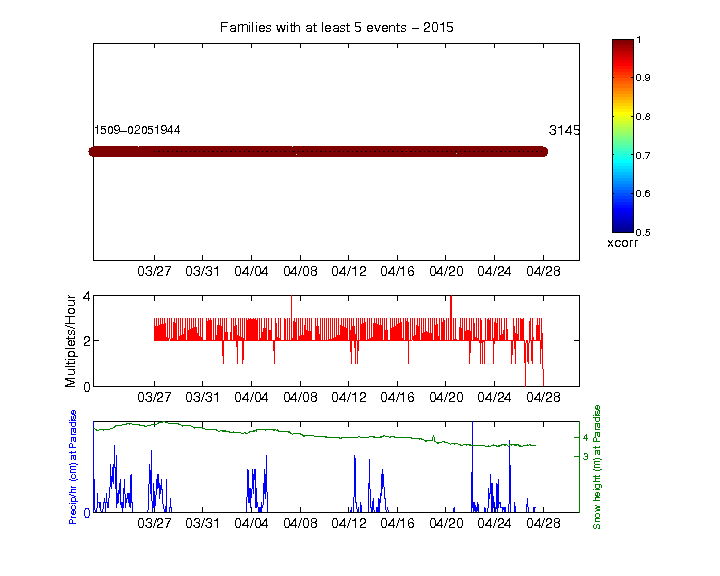 Families with at least 5 events − 2015
1509−02051944
3145
03/27 03/31 04/04 04/08 04/12 04/16 04/20 04/24 04/28
1
0.9
0.8
0.7
0.6
0.5
xcorr
Multiplets/Hour
4
2
0
03/27 03/31 04/04 04/08 04/12 04/16 04/20 04/24 04/28
Precip/hr (cm) at Paradise
0
4
3
Snow height (m) at Paradise
03/27 03/31 04/04 04/08 04/12 04/16 04/20 04/24 04/28